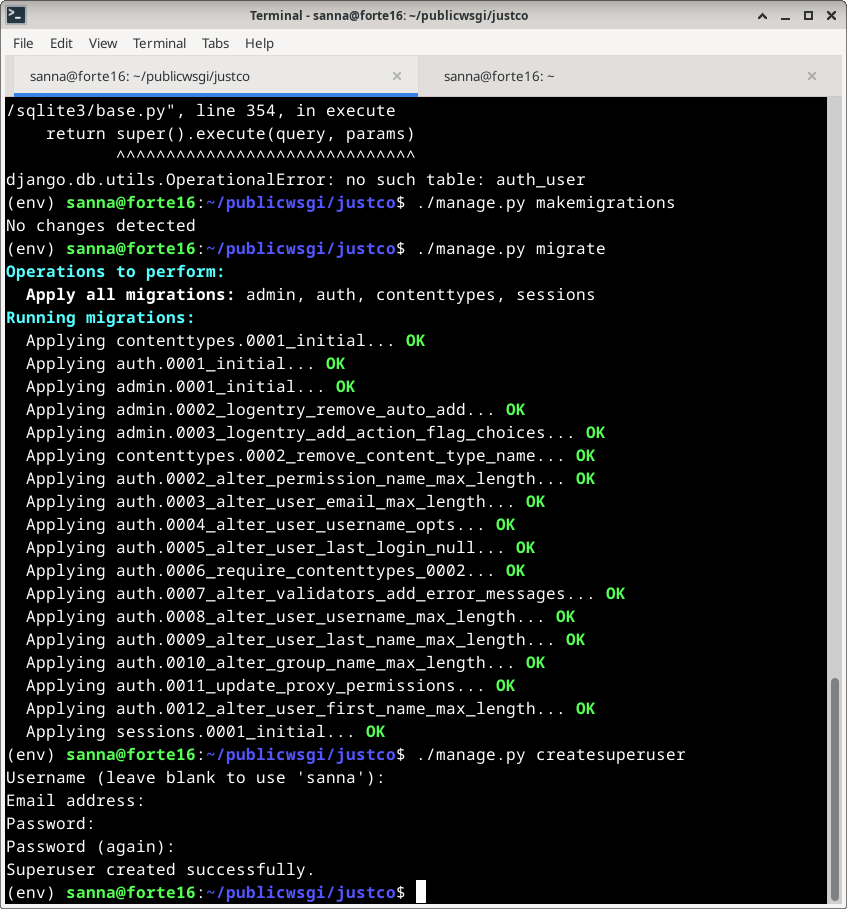 Terminal - sanna@forte16: ~/publicwsgi/justco
File Edit View Terminal Tabs Help
sanna@forte16: ~/publicwsgi/justco sanna@forte16: ~
/sqlite3/base.py", line 354, in execute
    return super().execute(query, params)
           ^^^^^^^^^^^^^^^^^^^^^^^^^^^^^^
django.db.utils.OperationalError: no such table: auth_user
(env) sanna@forte16:~/publicwsgi/justco$ ./manage.py makemigrations
No changes detected
(env) sanna@forte16:~/publicwsgi/justco$ ./manage.py migrate
Operations to perform:
  Apply all migrations: admin, auth, contenttypes, sessions
Running migrations:
  Applying contenttypes.0001_initial... OK
  Applying auth.0001_initial... OK
  Applying admin.0001_initial... OK
  Applying admin.0002_logentry_remove_auto_add... OK
  Applying admin.0003_logentry_add_action_flag_choices... OK
  Applying contenttypes.0002_remove_content_type_name... OK
  Applying auth.0002_alter_permission_name_max_length... OK
  Applying auth.0003_alter_user_email_max_length... OK
  Applying auth.0004_alter_user_username_opts... OK
  Applying auth.0005_alter_user_last_login_null... OK
  Applying auth.0006_require_contenttypes_0002... OK
  Applying auth.0007_alter_validators_add_error_messages... OK
  Applying auth.0008_alter_user_username_max_length... OK
  Applying auth.0009_alter_user_last_name_max_length... OK
  Applying auth.0010_alter_group_name_max_length... OK
  Applying auth.0011_update_proxy_permissions... OK
  Applying auth.0012_alter_user_first_name_max_length... OK
  Applying sessions.0001_initial... OK
(env) sanna@forte16:~/publicwsgi/justco$ ./manage.py createsuperuser
Username (leave blank to use 'sanna'):
Email address:
Password:
Password (again):
Superuser created successfully.
(env) sanna@forte16:~/publicwsgi/justco$